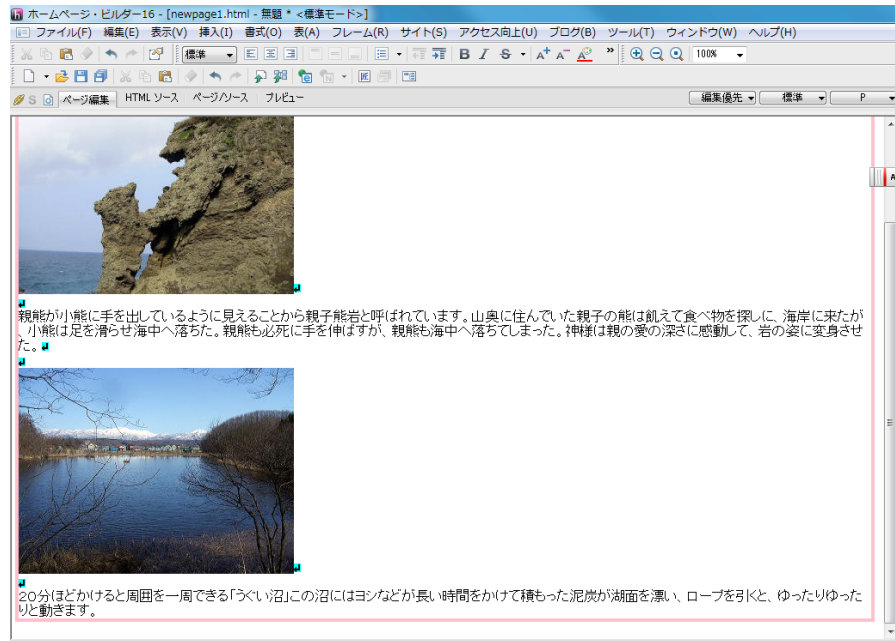 ホームページ・ビルダー16 - [newpage1.html - 無題 * <標準モード>]
ファイル(F) 編集(E) 表示(V) 挿入(I) 書式(O) 表(A) フレーム(R) サイト(S) アクセス向上(U) ブログ(B) ツール(T) ウィンドウ(W) ヘルプ(H)
標準 B I S A+ A- A » 100%
S ページ編集 HTML ソース ページ/ソース プレビュー 編集優先 標準 P
A
親熊が小熊に手を出しているように見えることから親子熊岩と呼ばれています。山奥に住んでいた親子の熊は飢えて食べ物を探しに、海岸に来たが
、小熊は足を滑らせ海中へ落ちた。親熊も必死に手を伸ばすが、親熊も海中へ落ちてしまった。神様は親の愛の深さに感動して、岩の姿に変身させ
た。
20分ほどかけると周囲を一周できる「うぐい沼」この沼にはヨシなどが長い時間をかけて積もった泥炭が湖面を漂い、ロープを引くと、ゆったりゆった
りと動きます。